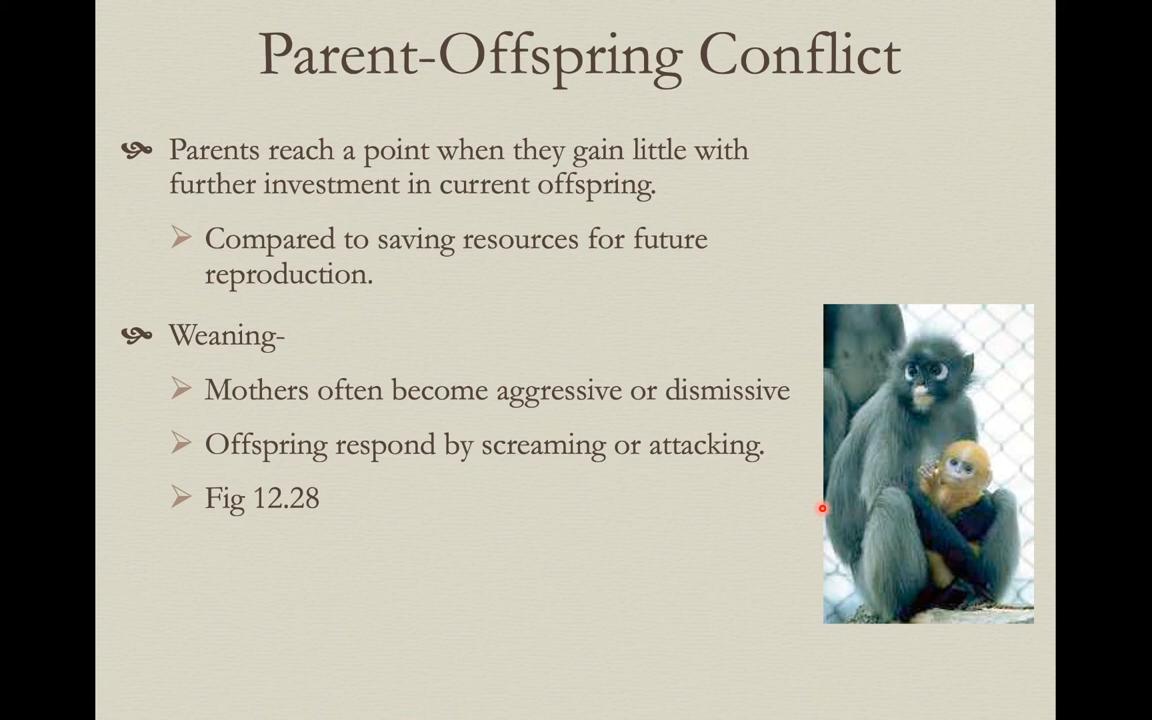 Parent-Offspring Conflict
Parents reach a point when they gain little with
further investment in current offspring.
Compared to saving resources for future
reproduction.
Weaning-
Mothers often become aggressive or dismissive
Offspring respond by screaming or attacking.
Fig 12.28